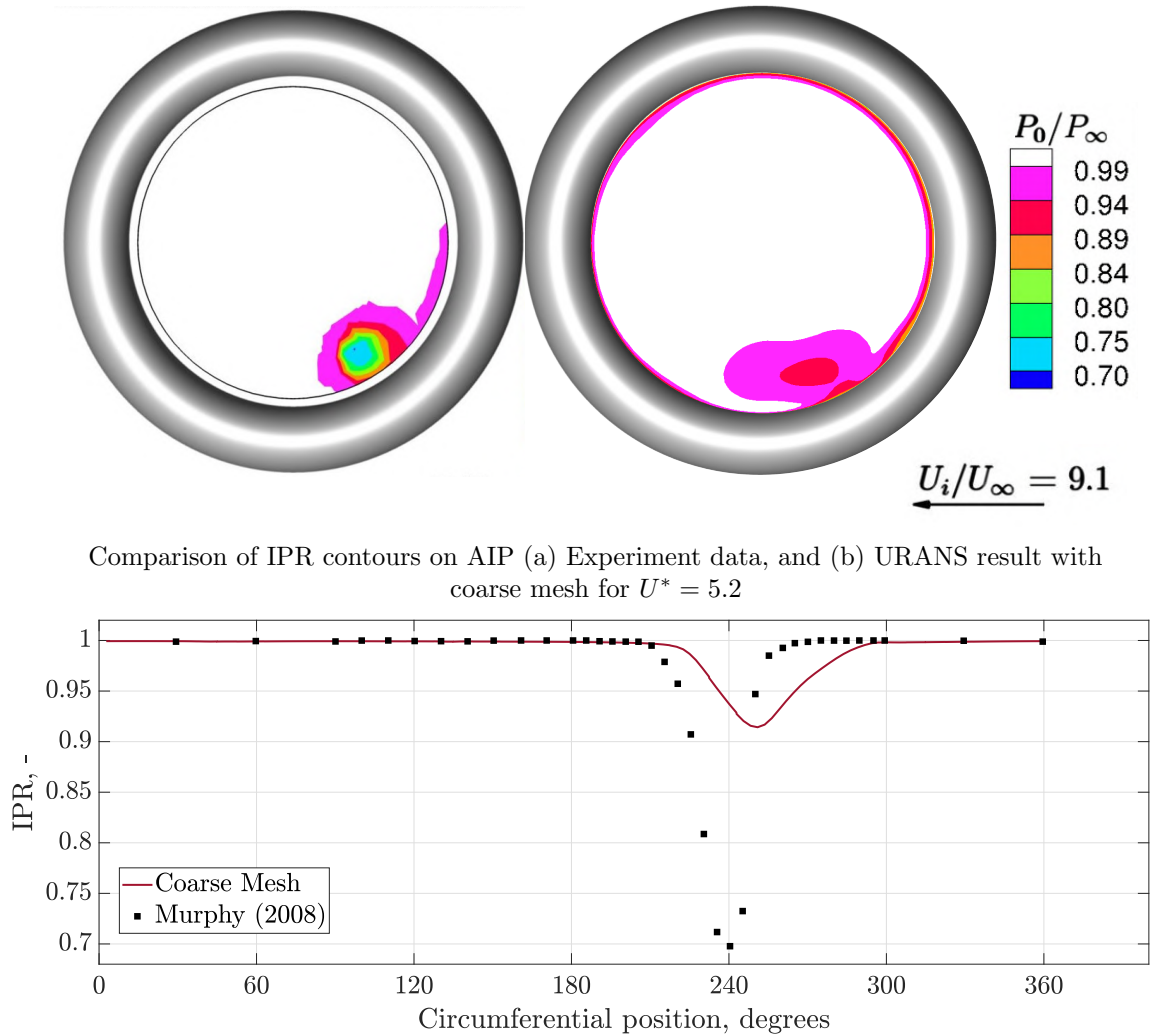 P₀/P∞
0.99
0.94
0.89
0.84
0.80
0.75
0.70
Uᵢ/U∞ = 9.1
Comparison of IPR contours on AIP (a) Experiment data, and (b) URANS result with
coarse mesh for U* = 5.2
1
0.95
0.9
0.85
0.8
0.75
0.7
IPR, -
Coarse Mesh
Murphy (2008)
0 60 120 180 240 300 360
Circumferential position, degrees